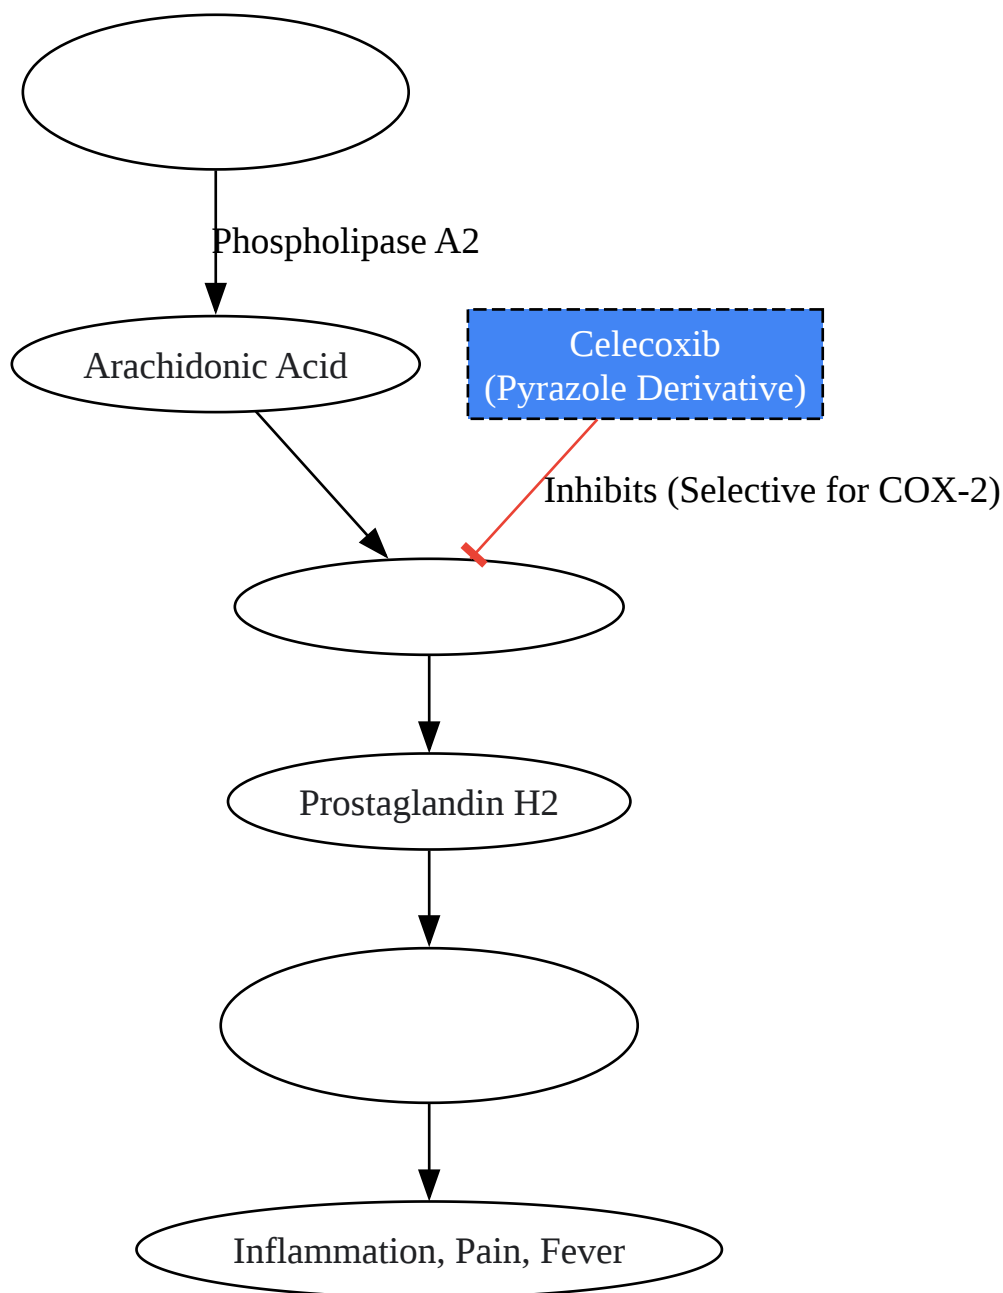 Phospholipase A2
Arachidonic Acid
Celecoxib
(Pyrazole Derivative)
Inhibits (Selective for COX-2)
Prostaglandin H2
Inflammation, Pain, Fever